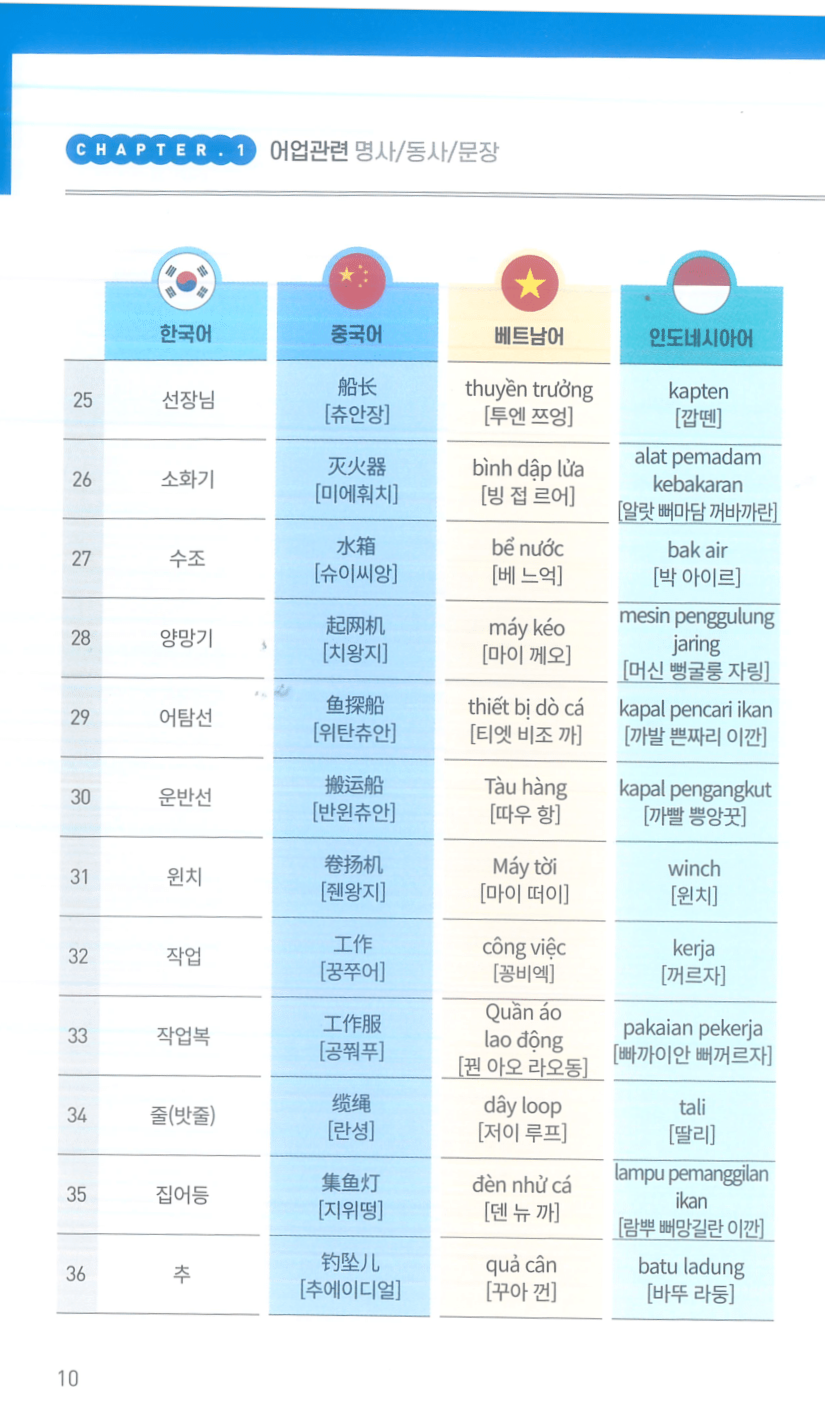 CHAPTER.1 어업관련 명사/동사/문장
한국어 중국어 베트남어 인도네시아어
25 선장님 船长 [츄안장] thuyền trưởng [투엔 쯔엉] kapten [깝뗀]
26 소화기 灭火器 [미에훠치] bình dập lửa [빙 접 르어] alat pemadam kebakaran [알랏 뻐마담 꺼바까란]
27 수조 水箱 [슈이씨앙] bể nước [베 느억] bak air [박 아이르]
28 양망기 起网机 [치왕지] máy kéo [마이 께오] mesin penggulung jaring [머신 뻥굴룽 자링]
29 어탐선 鱼探船 [위탄츄안] thiết bị dò cá [티엣 비조 까] kapal pencari ikan [까발 쁜짜리 이깐]
30 운반선 搬运船 [반윈츄안] Tàu hàng [따우 항] kapal pengangkut [까빨 쁭앙꿋]
31 윈치 卷扬机 [쥔왕지] Máy tời [마이 떠이] winch [윈치]
32 작업 工作 [꿍쭈어] công việc [꽁비엑] kerja [꺼르자]
33 작업복 工作服 [공쭤푸] Quần áo lao động [꿘 아오 라오동] pakaian pekerja [빠까이안 뻐꺼르자]
34 줄(밧줄) 缆绳 [란셩] dây loop [저이 루프] tali [딸리]
35 집어등 集鱼灯 [지위떵] đèn nhử cá [덴 뉴 까] lampu pemanggilan ikan [람뿌 뻐망길란 이깐]
36 추 钓坠儿 [추에이디얼] quả cân [꾸아 껀] batu ladung [바뚜 라둥]
10